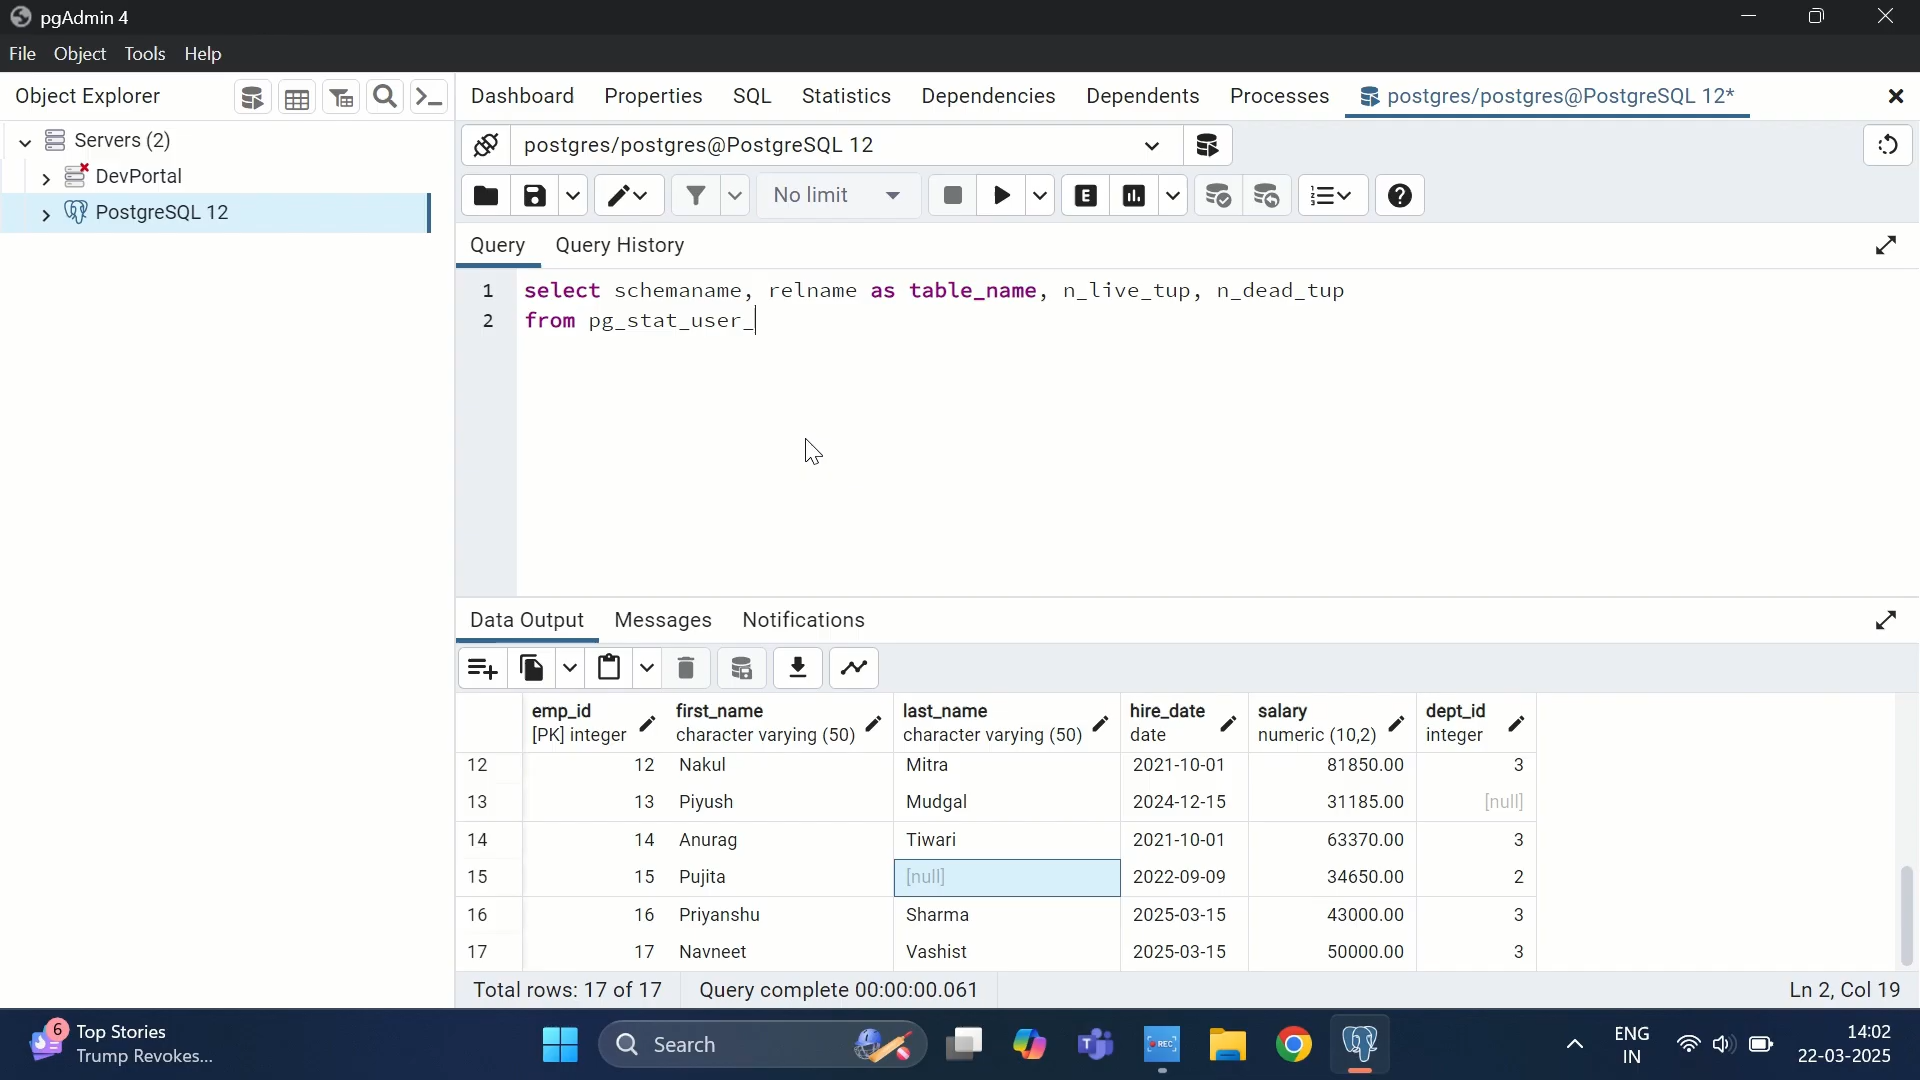 pgAdmin 4
File Object Tools Help
Object Explorer
Dashboard Properties SQL Statistics Dependencies Dependents Processes postgres/postgres@PostgreSQL 12*
Servers (2)
DevPortal
PostgreSQL 12
postgres/postgres@PostgreSQL 12
No limit
E
Query Query History
1 select schemaname, relname as table_name, n_live_tup, n_dead_tup
2 from pg_stat_user_
Data Output Messages Notifications
emp_id first_name last_name hire_date salary dept_id
[PK] integer character varying (50) character varying (50) date numeric (10,2) integer
12 12 Nakul Mitra 2021-10-01 81850.00 3
13 13 Piyush Mudgal 2024-12-15 31185.00 [null]
14 14 Anurag Tiwari 2021-10-01 63370.00 3
15 15 Pujita [null] 2022-09-09 34650.00 2
16 16 Priyanshu Sharma 2025-03-15 43000.00 3
17 17 Navneet Vashist 2025-03-15 50000.00 3
Total rows: 17 of 17 Query complete 00:00:00.061 Ln 2, Col 19
6 Top Stories
Trump Revokes...
Search
REC
ENG
IN
14:02
22-03-2025